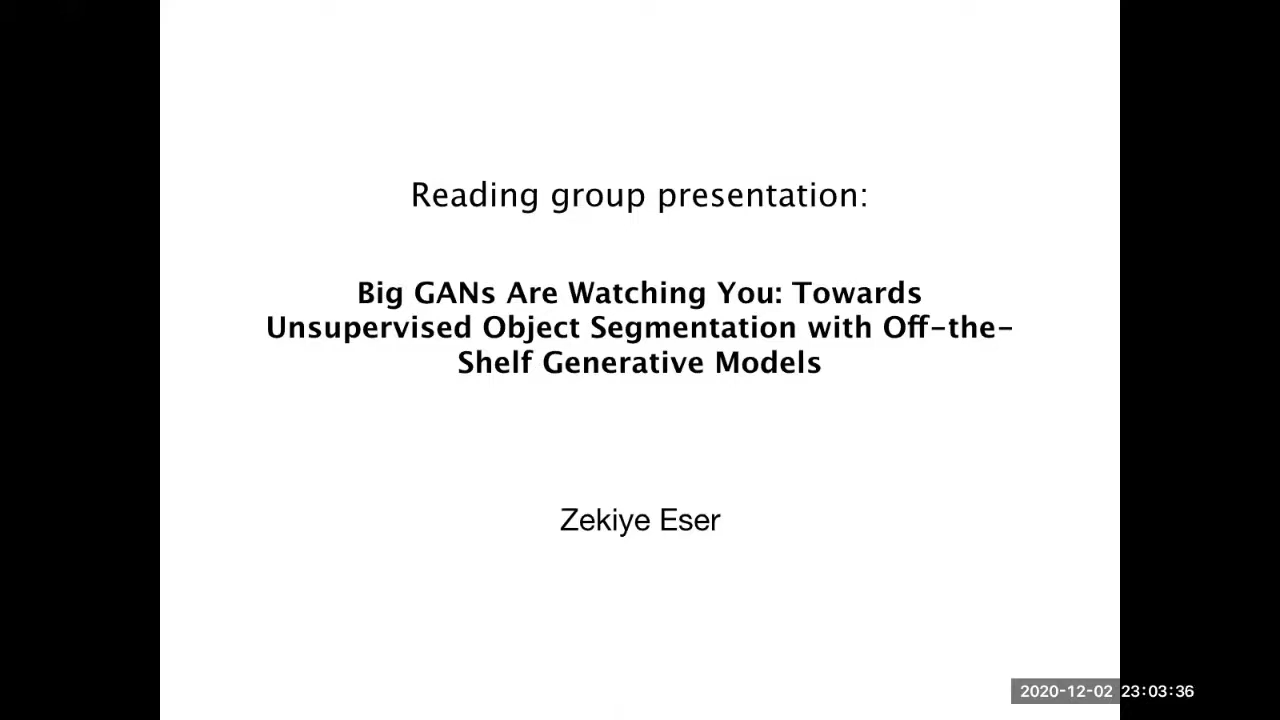 Reading group presentation:
Big GANs Are Watching You: Towards
Unsupervised Object Segmentation with Off-the-
Shelf Generative Models
Zekiye Eser
2020-12-02 23:03:36